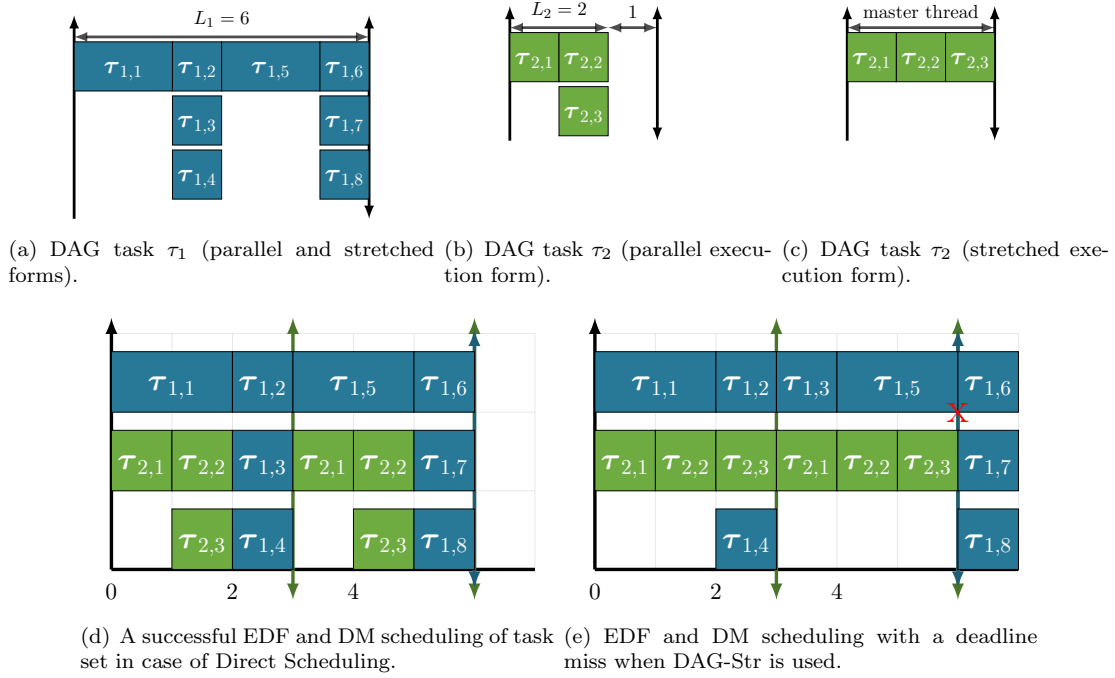 L₁ = 6
τ₁,₁ τ₁,₂ τ₁,₅ τ₁,₆
τ₁,₃ τ₁,₇
τ₁,₄ τ₁,₈
L₂ = 2 1
τ₂,₁ τ₂,₂
τ₂,₃
master thread
τ₂,₁ τ₂,₂ τ₂,₃
(a) DAG task τ₁ (parallel and stretched
forms).
(b) DAG task τ₂ (parallel execu-
tion form).
(c) DAG task τ₂ (stretched exe-
cution form).
τ₁,₁ τ₁,₂ τ₁,₅ τ₁,₆
τ₂,₁ τ₂,₂ τ₁,₃ τ₂,₁ τ₂,₂ τ₁,₇
τ₂,₃ τ₁,₄ τ₂,₃ τ₁,₈
0 2 4
τ₁,₁ τ₁,₂ τ₁,₃ τ₁,₅ τ₁,₆
X
τ₂,₁ τ₂,₂ τ₂,₃ τ₂,₁ τ₂,₂ τ₂,₃ τ₁,₇
τ₁,₄ τ₁,₈
0 2 4
(d) A successful EDF and DM scheduling of task
set in case of Direct Scheduling.
(e) EDF and DM scheduling with a deadline
miss when DAG-Str is used.